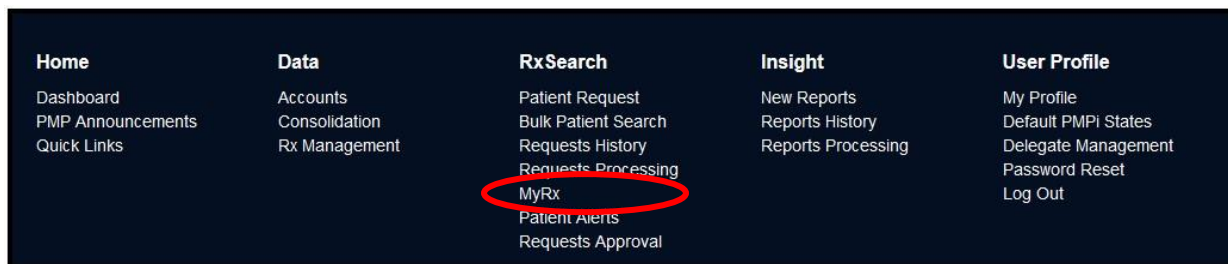 Home
Dashboard
PMP Announcements
Quick Links
Data
Accounts
Consolidation
Rx Management
RxSearch
Patient Request
Bulk Patient Search
Requests History
Requests Processing
MyRx
Patient Alerts
Requests Approval
Insight
New Reports
Reports History
Reports Processing
User Profile
My Profile
Default PMPi States
Delegate Management
Password Reset
Log Out